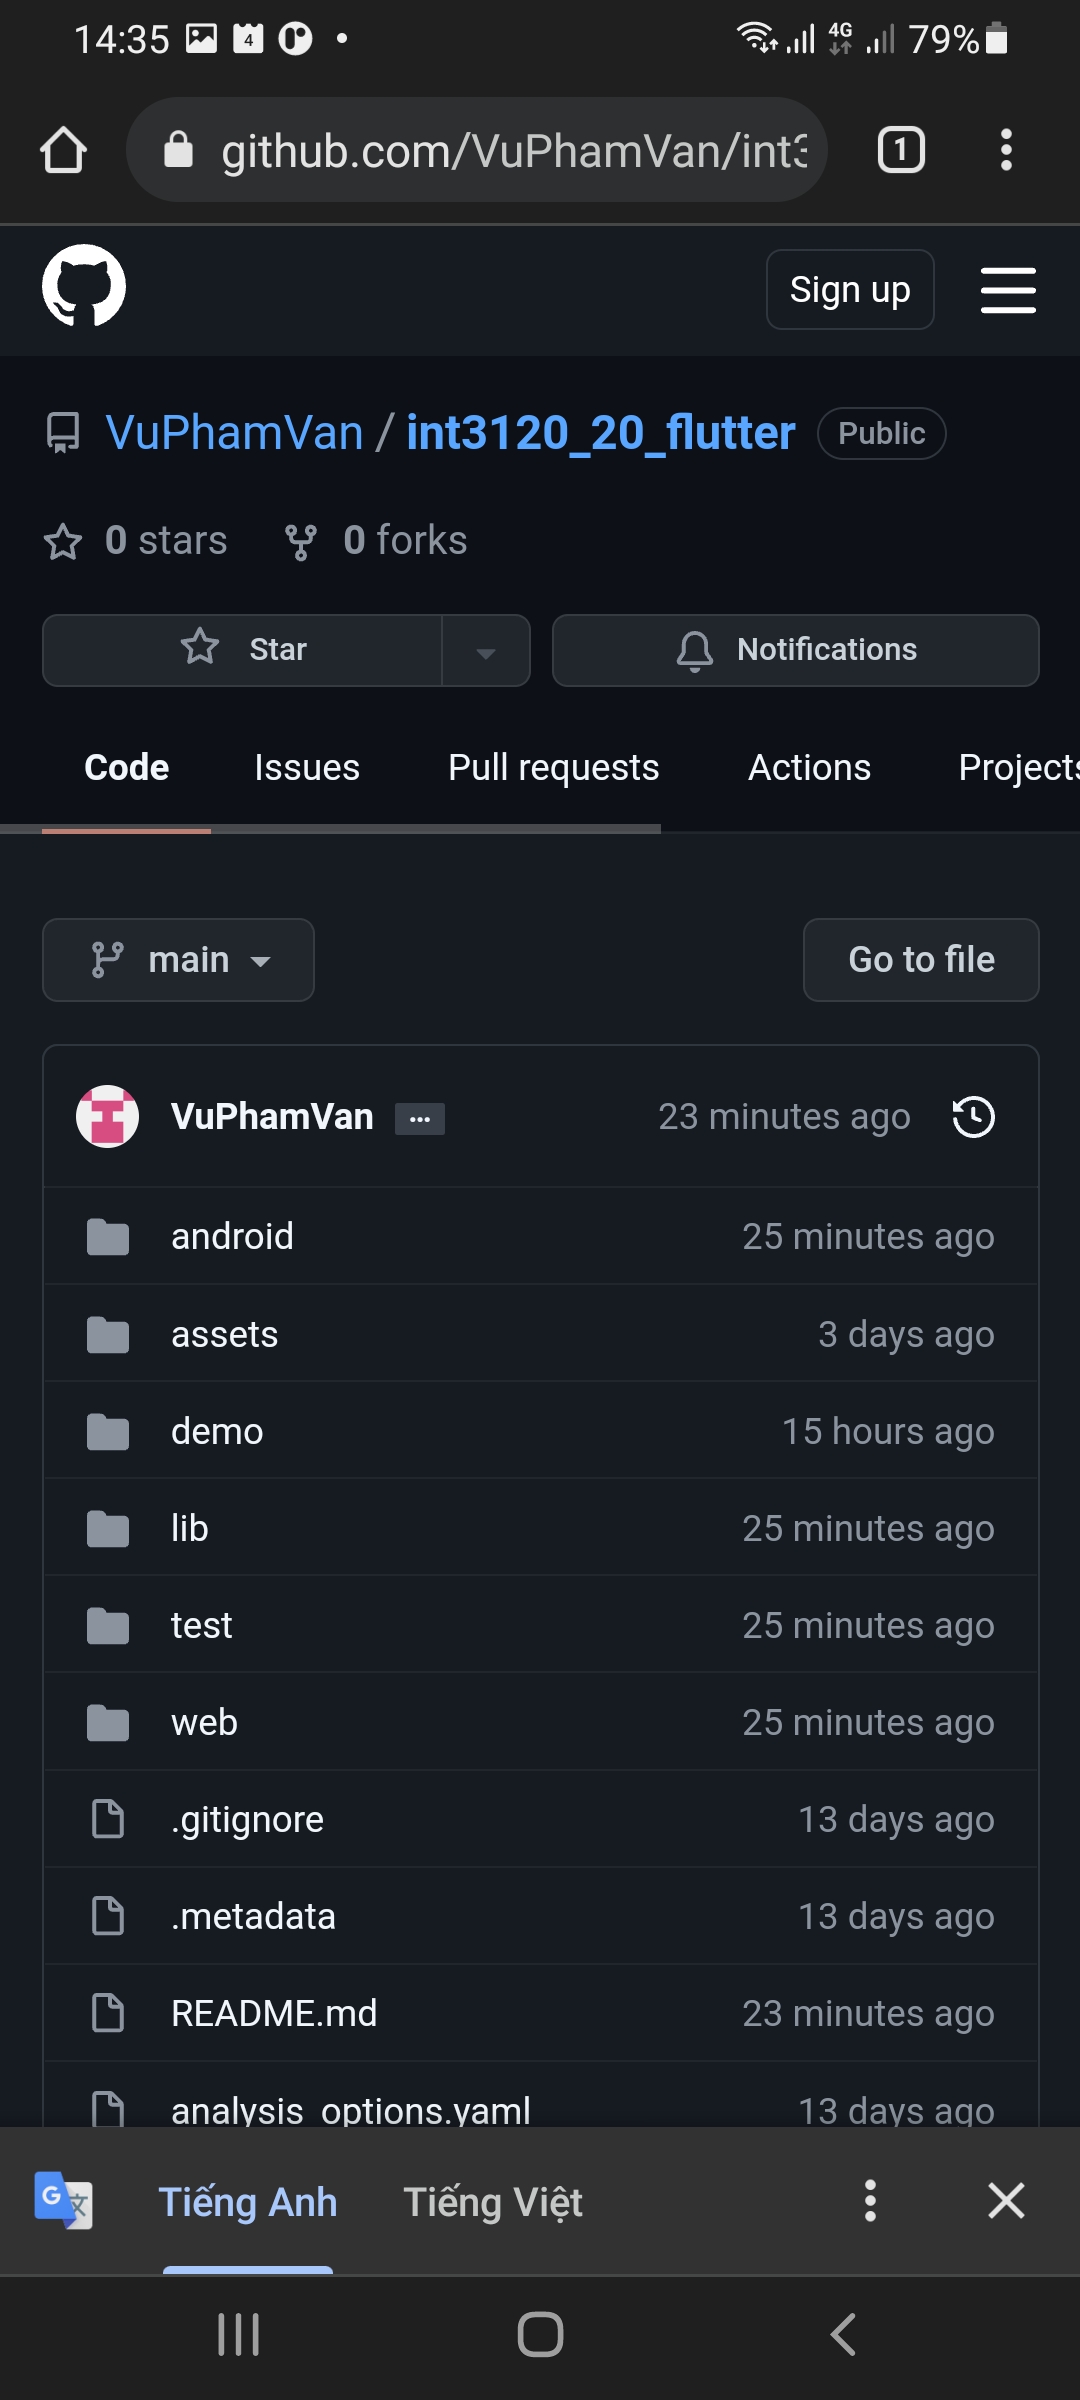 14:35 4 4G 79%
github.com/VuPhamVan/int3 1
Sign up
VuPhamVan / int3120_20_flutter Public
0 stars 0 forks
Star Notifications
Code Issues Pull requests Actions Projects
main Go to file
VuPhamVan ... 23 minutes ago
android 25 minutes ago
assets 3 days ago
demo 15 hours ago
lib 25 minutes ago
test 25 minutes ago
web 25 minutes ago
.gitignore 13 days ago
.metadata 13 days ago
README.md 23 minutes ago
analysis_options.yaml 13 days ago
G 文 Tiếng Anh Tiếng Việt